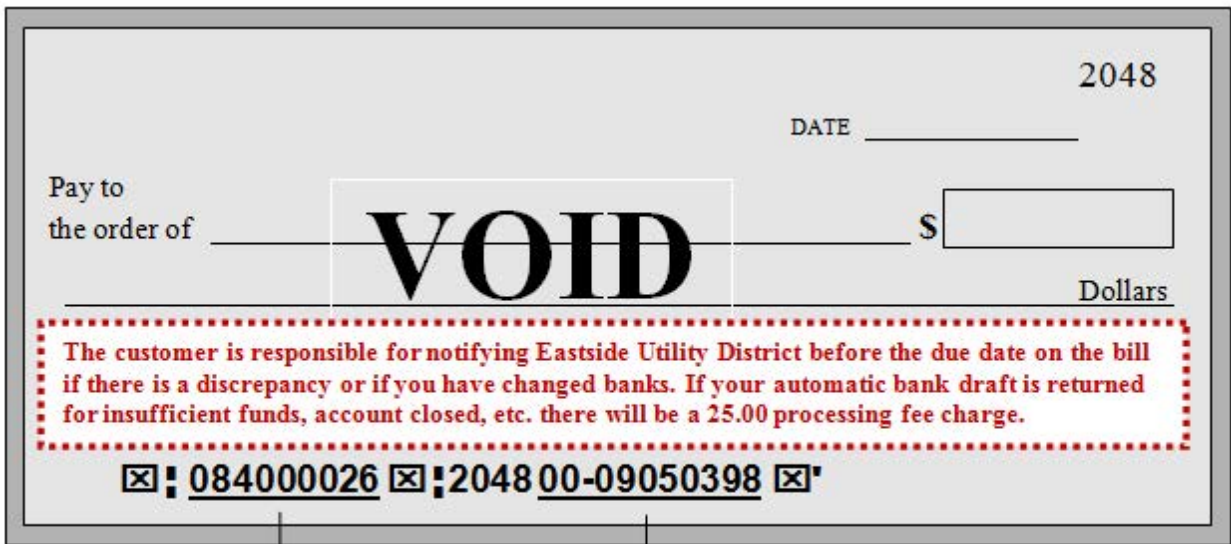 2048
DATE
Pay to
the order of
VOID
$
Dollars
The customer is responsible for notifying Eastside Utility District before the due date on the bill
if there is a discrepancy or if you have changed banks. If your automatic bank draft is returned
for insufficient funds, account closed, etc. there will be a 25.00 processing fee charge.
☒¦ 084000026 ☒¦2048 00-09050398 ☒'